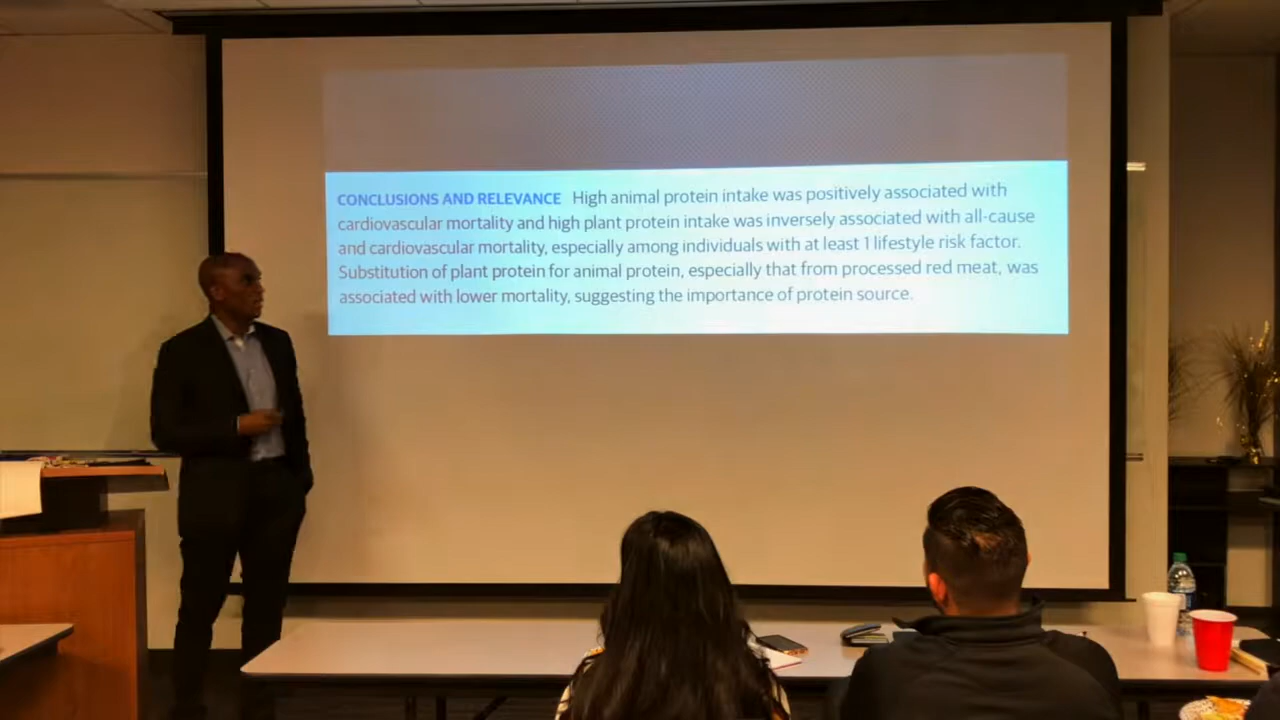 CONCLUSIONS AND RELEVANCE High animal protein intake was positively associated with
cardiovascular mortality and high plant protein intake was inversely associated with all-cause
and cardiovascular mortality, especially among individuals with at least 1 lifestyle risk factor.
Substitution of plant protein for animal protein, especially that from processed red meat, was
associated with lower mortality, suggesting the importance of protein source.